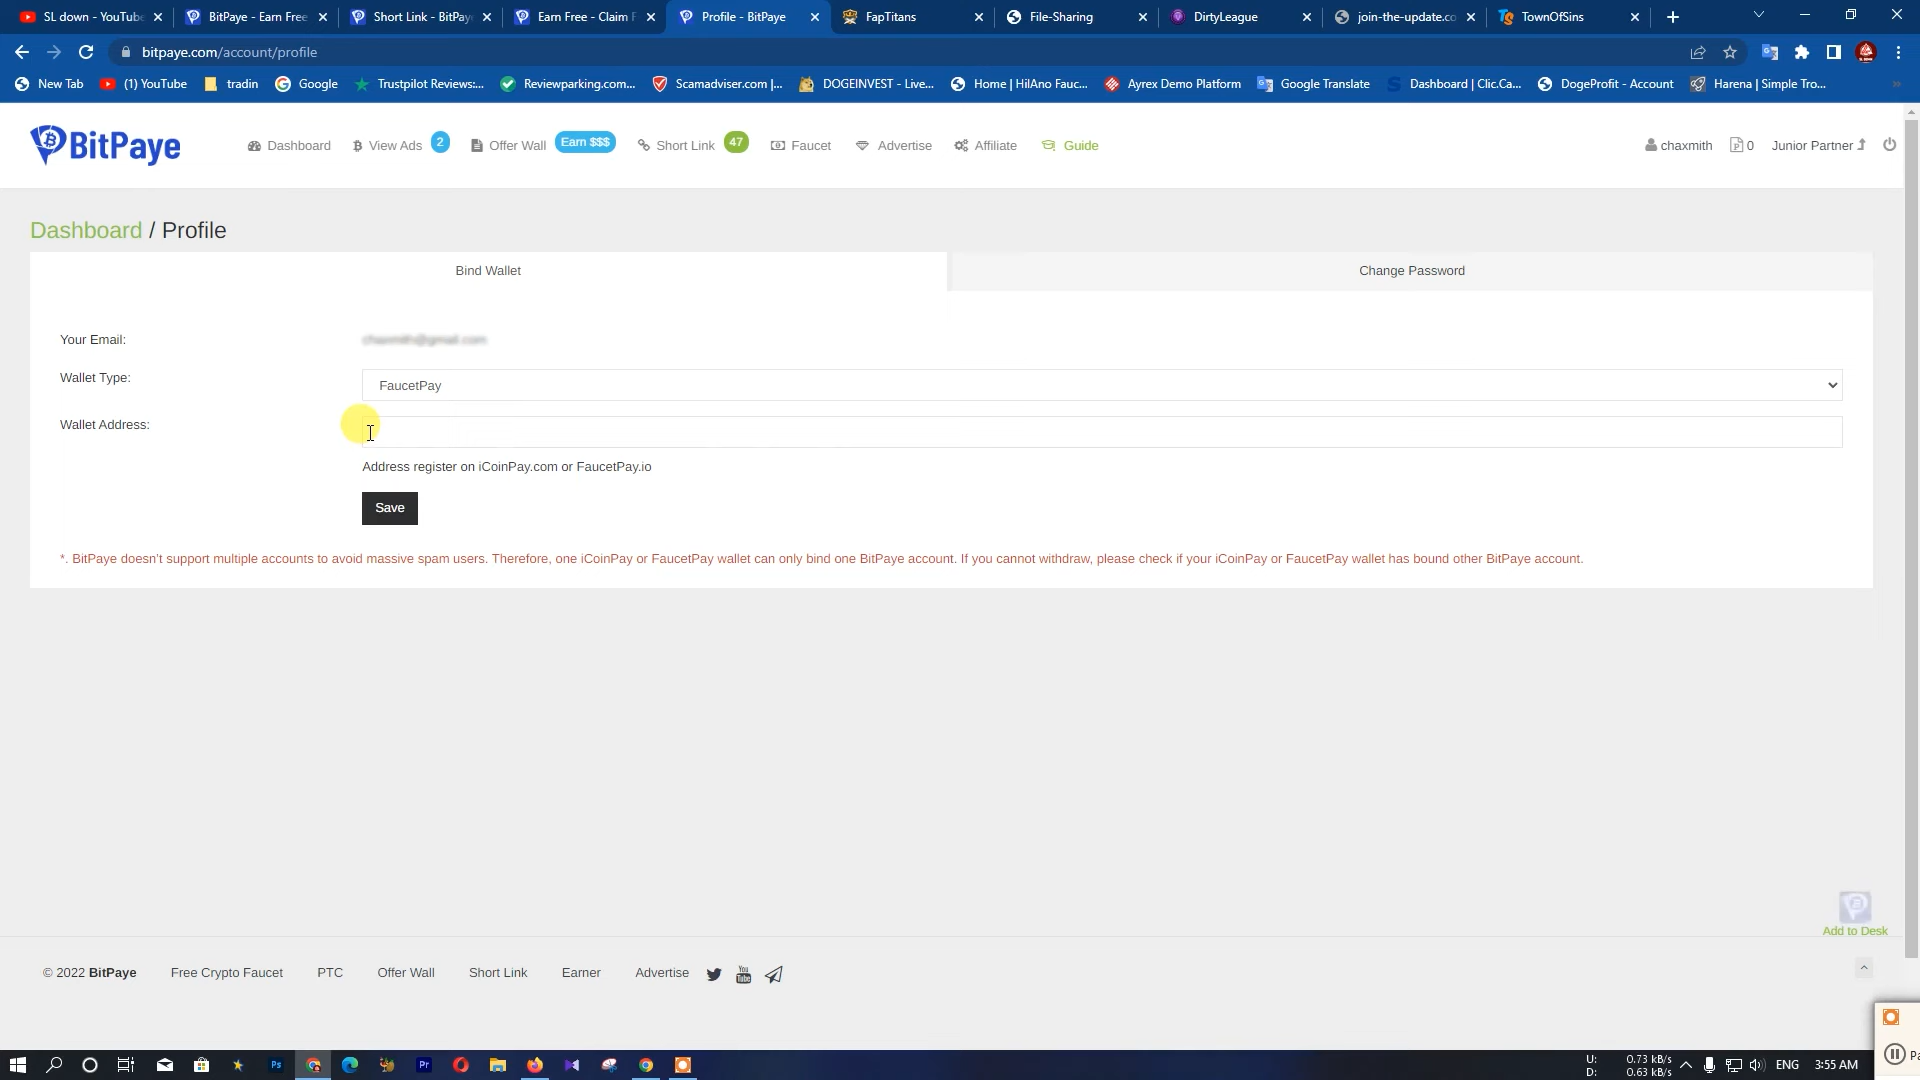 SL down - YouTube
BitPaye - Earn Free
Short Link - BitPay
Earn Free - Claim F
Profile - BitPaye
FapTitans
File-Sharing
DirtyLeague
join-the-update.co
TownOfSins
bitpaye.com/account/profile
New Tab
(1) YouTube
tradin
Google
Trustpilot Reviews:...
Reviewparking.com...
Scamadviser.com |...
DOGEINVEST - Live...
Home | HilAno Fauc...
Ayrex Demo Platform
Google Translate
Dashboard | Clic.Ca...
DogeProfit - Account
Harena | Simple Tro...
BitPaye
Dashboard
View Ads 2
Offer Wall Earn $$$
Short Link 47
Faucet
Advertise
Affiliate
Guide
chaxmith
0
Junior Partner
Dashboard / Profile
Bind Wallet
Change Password
Your Email:
Wallet Type:
FaucetPay
Wallet Address:
Address register on iCoinPay.com or FaucetPay.io
Save
*. BitPaye doesn't support multiple accounts to avoid massive spam users. Therefore, one iCoinPay or FaucetPay wallet can only bind one BitPaye account. If you cannot withdraw, please check if your iCoinPay or FaucetPay wallet has bound other BitPaye account.
Add to Desk
© 2022 BitPaye
Free Crypto Faucet
PTC
Offer Wall
Short Link
Earner
Advertise
You Tube
Ps
Pr
U: 0.73 kB/s
D: 0.63 kB/s
ENG
3:55 AM
Pa